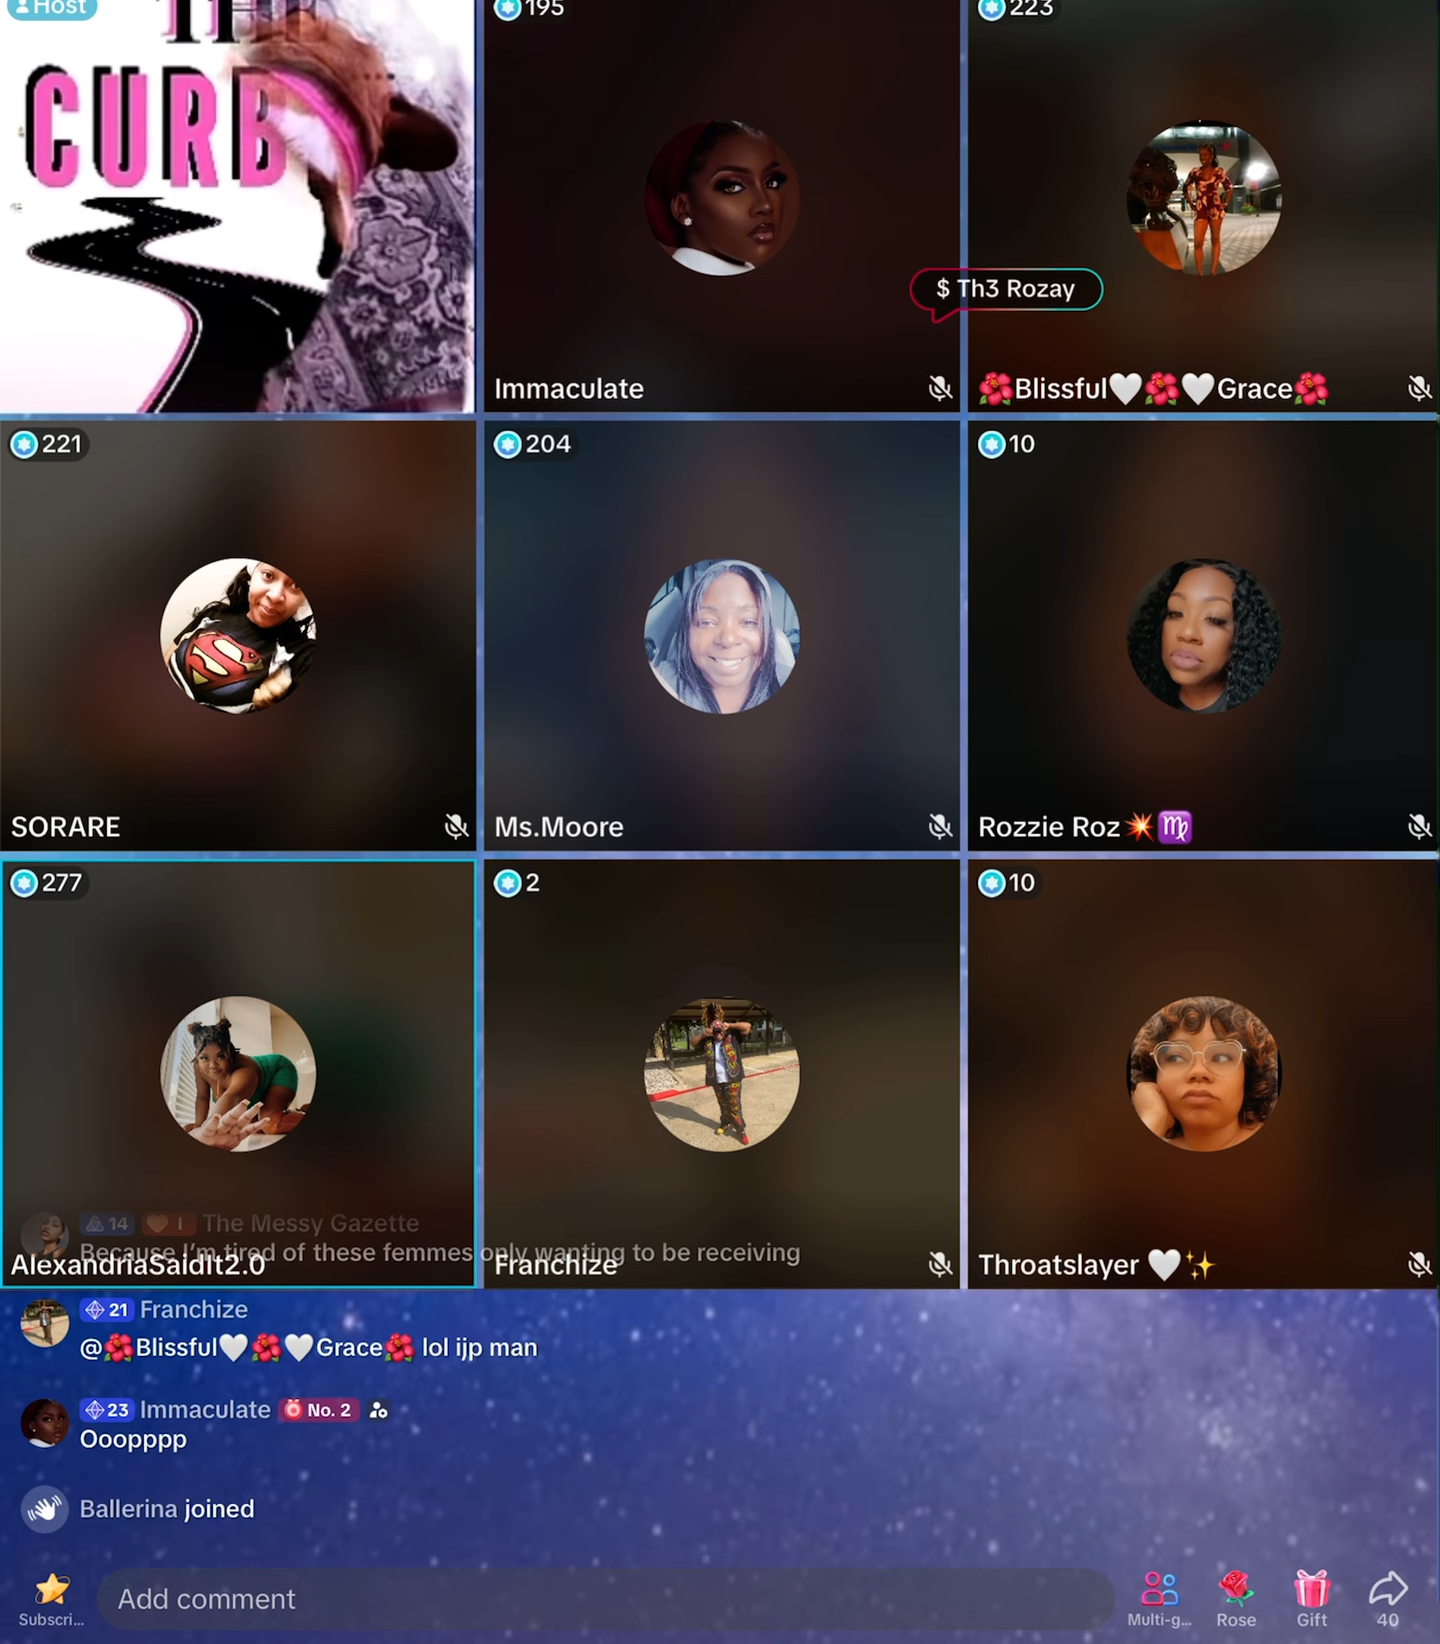 Host
THE
CURB
195
Immaculate
223
$ Th3 Rozay
🌺Blissful🤍🌺🤍Grace🌺
221
SORARE
204
Ms.Moore
10
Rozzie Roz💥♍
277
AlexandriaSaidIt2.0
2
Franchize
10
Throatslayer 🤍✨
14 I The Messy Gazette
Because I'm tired of these femmes only wanting to be receiving
21 Franchize
@🌺Blissful🤍🌺🤍Grace🌺 lol ijp man
23 Immaculate No. 2
Ooopppp
Ballerina joined
Subscri...
Add comment
Multi-g...
Rose
Gift
40